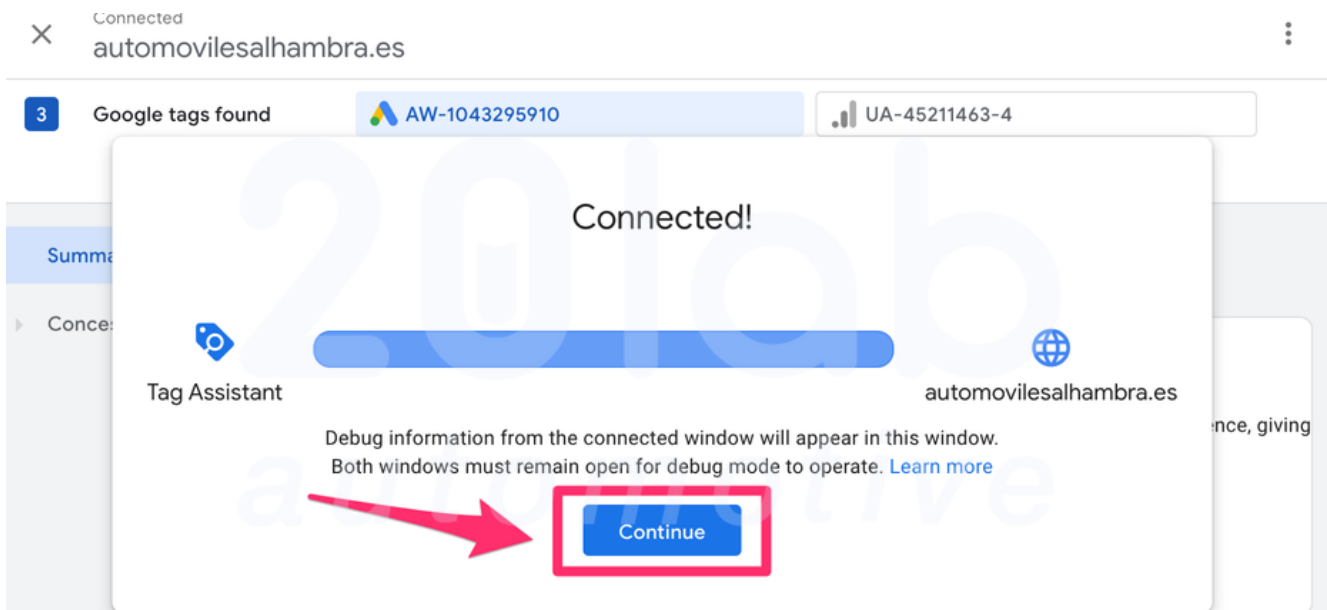 Connected
automovilesalhambra.es
3 Google tags found AW-1043295910 UA-45211463-4
Connected!
Summa
Conces
Tag Assistant automovilesalhambra.es
ence, giving
Debug information from the connected window will appear in this window.
Both windows must remain open for debug mode to operate. Learn more
Continue
20lab
automotive